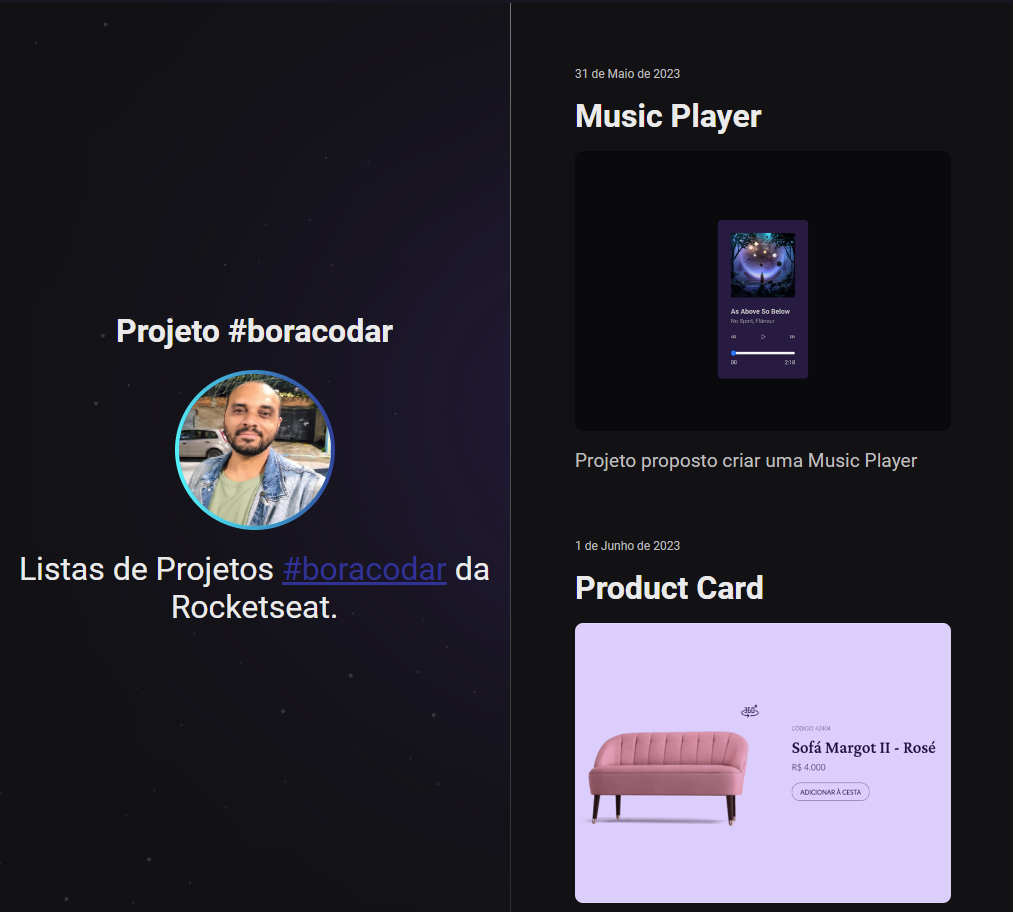 Projeto #boracodar
Listas de Projetos #boracodar da
Rocketseat.
31 de Maio de 2023
Music Player
As Above So Below
No Spirit, Flâneur
00
2:18
Projeto proposto criar uma Music Player
1 de Junho de 2023
Product Card
360°
CÓDIGO: 42404
Sofá Margot II - Rosé
R$ 4.000
ADICIONAR À CESTA